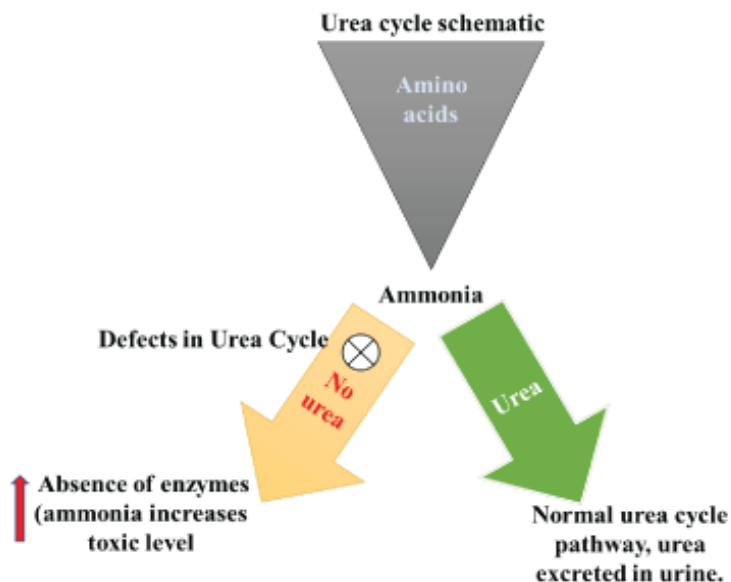 Urea cycle schematic
Amino
acids
Ammonia
Defects in Urea Cycle
No
urea
Urea
Absence of enzymes
(ammonia increases
toxic level
Normal urea cycle
pathway, urea
excreted in urine.